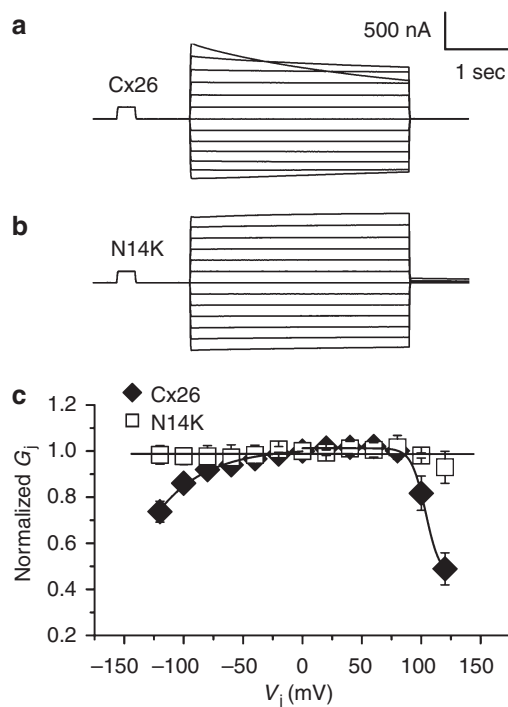 a
500 nA
1 sec
Cx26
b
N14K
c
Cx26
N14K
1.2
1.0
0.8
0.6
0.4
0.2
Normalized Gj
–150 –100 –50 0 50 100 150
Vj (mV)